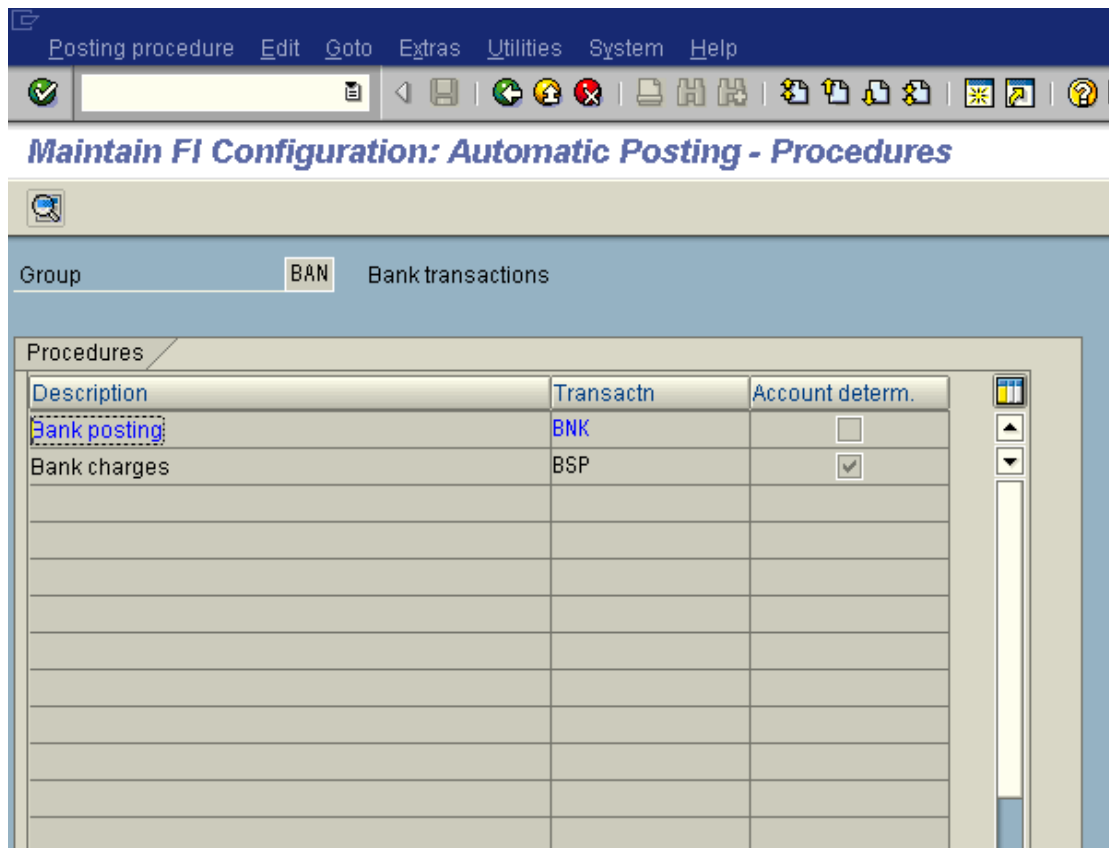 Posting procedure Edit Goto Extras Utilities System Help
Maintain FI Configuration: Automatic Posting - Procedures
Group BAN Bank transactions
Procedures
Description Transactn Account determ.
Bank posting BNK
Bank charges BSP